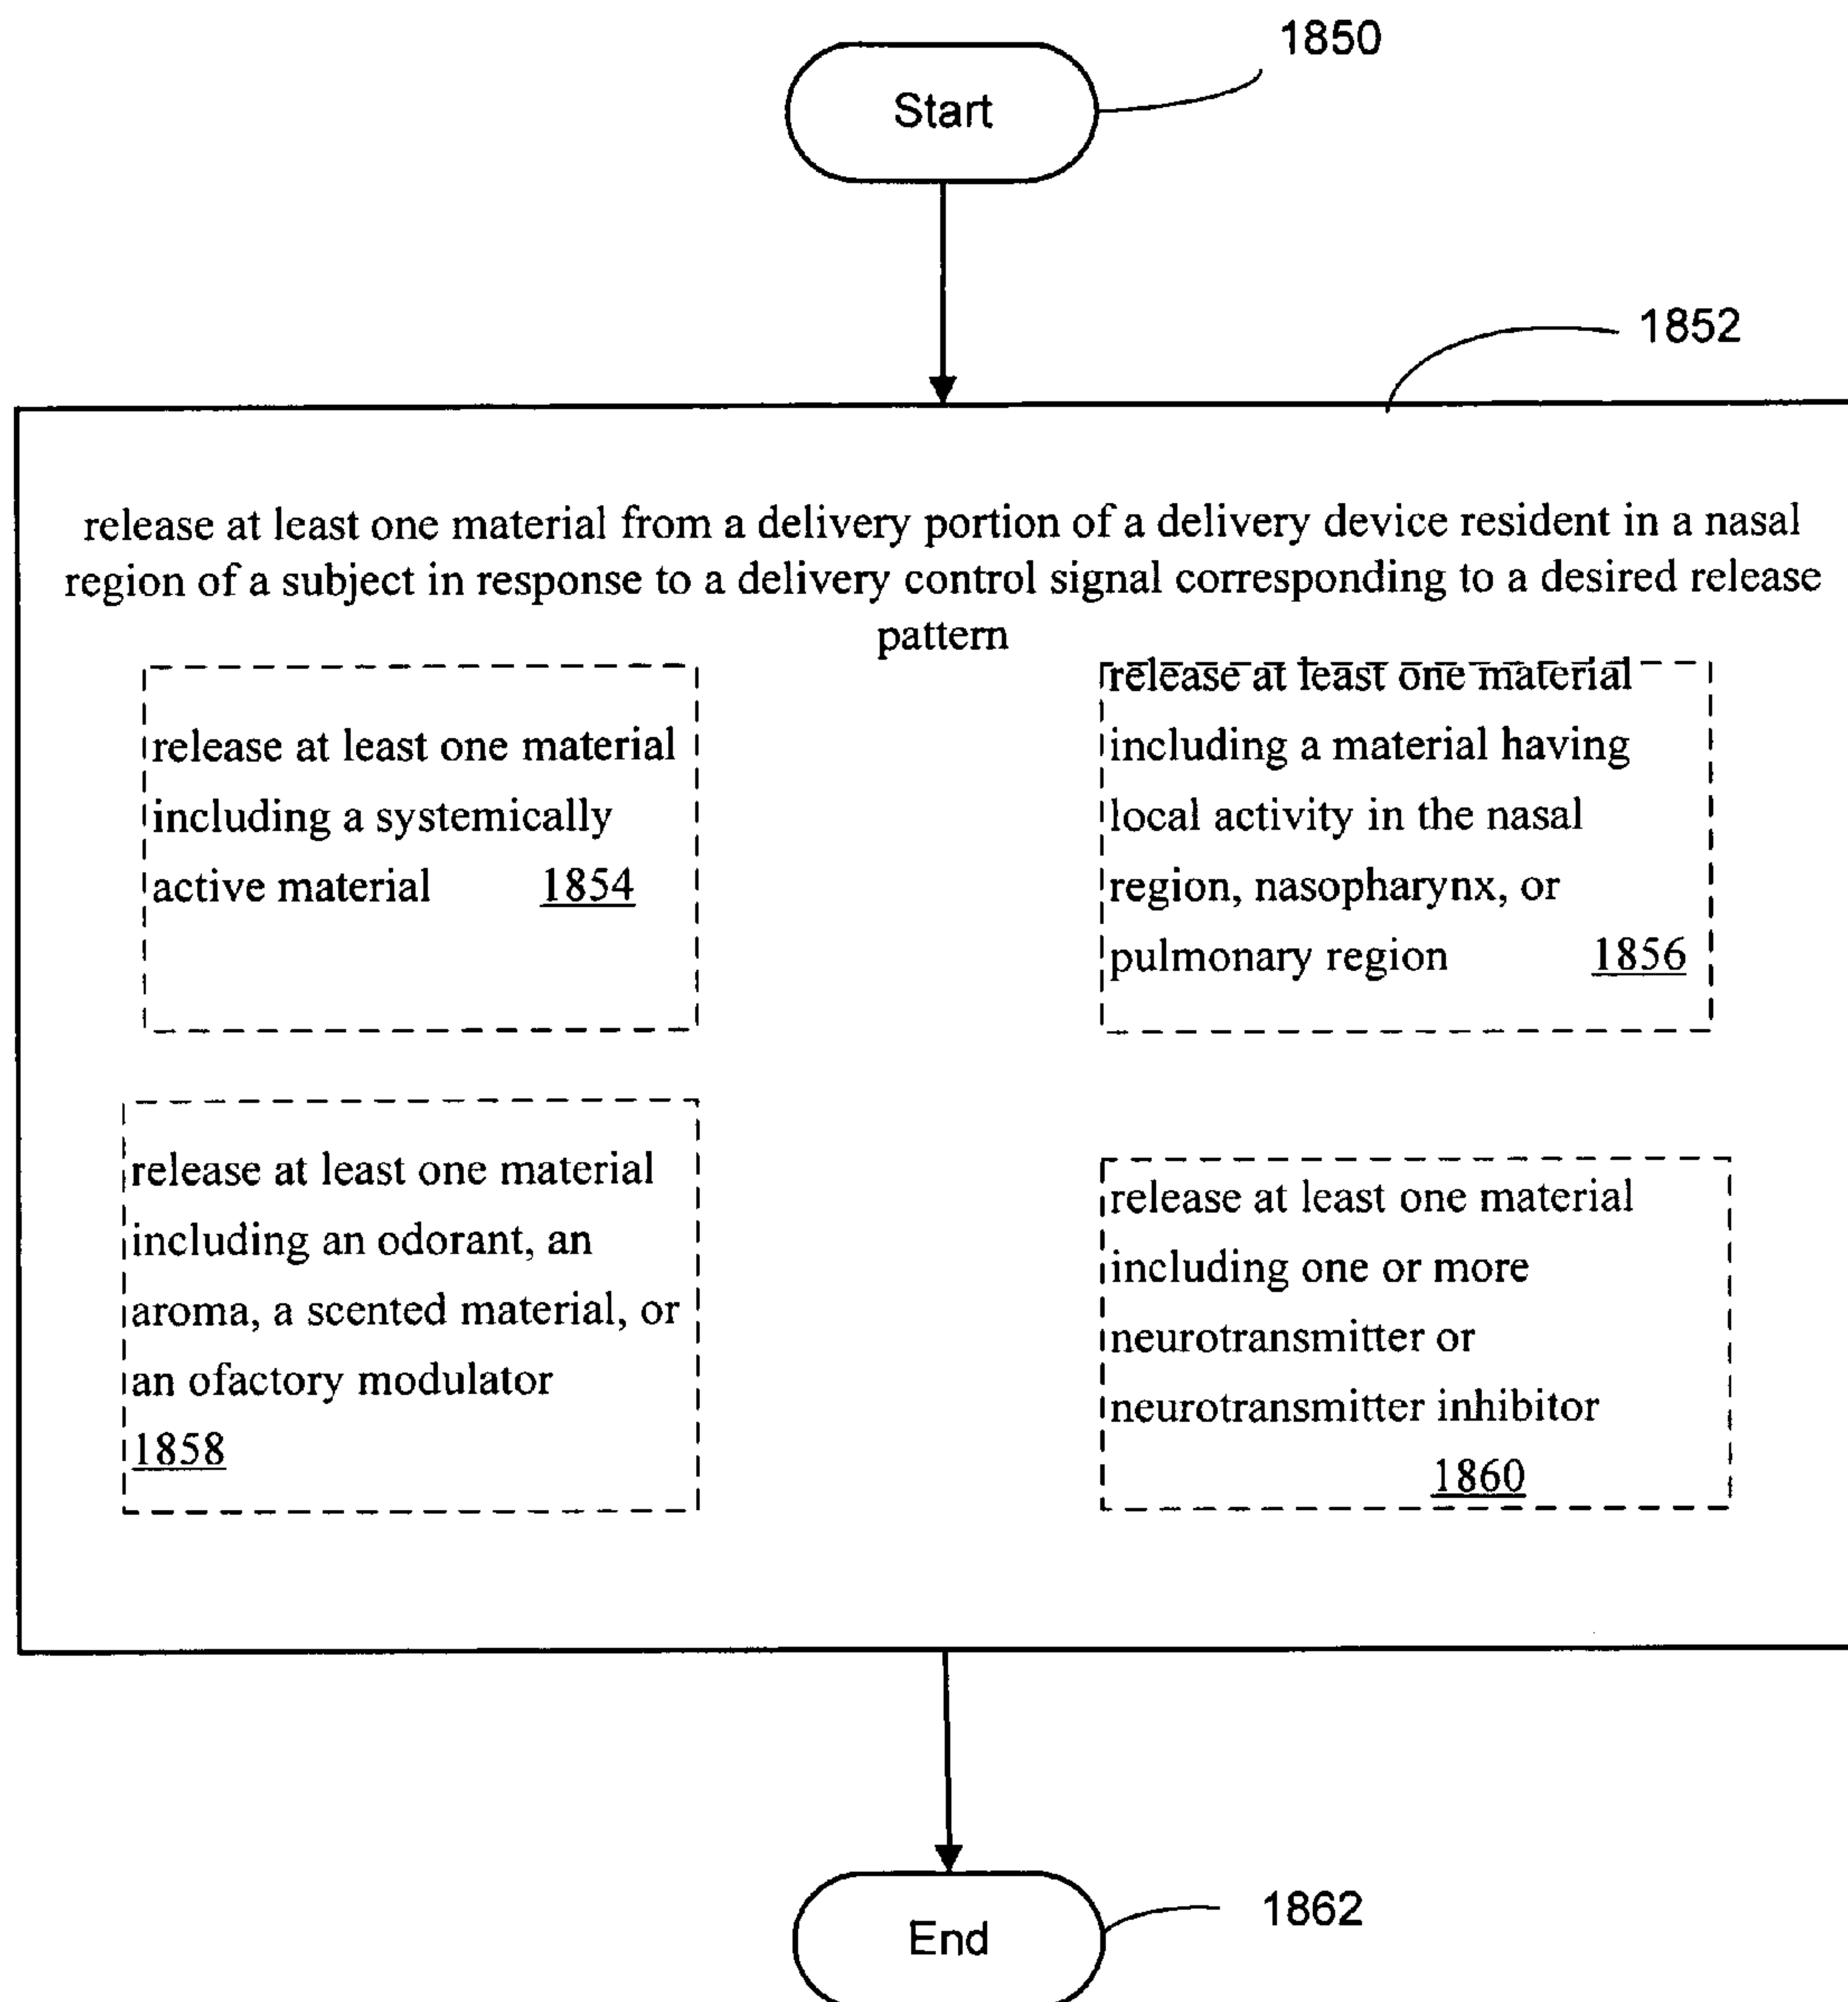 1850
Start
1852
release at least one material from a delivery portion of a delivery device resident in a nasal
region of a subject in response to a delivery control signal corresponding to a desired release
pattern
release at least one material
including a systemically
active material 1854
release at least one material
including a material having
local activity in the nasal
region, nasopharynx, or
pulmonary region 1856
release at least one material
including an odorant, an
aroma, a scented material, or
an ofactory modulator
1858
release at least one material
including one or more
neurotransmitter or
neurotransmitter inhibitor
1860
End
1862